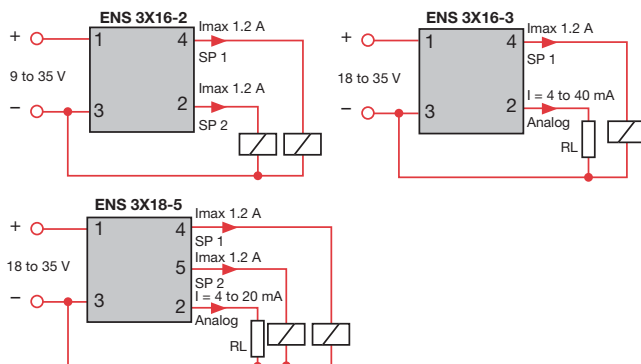 ENS 3X16-2
+
1
4
Imax 1.2 A
SP 1
9 to 35 V
Imax 1.2 A
−
3
2
SP 2
ENS 3X16-3
+
1
4
Imax 1.2 A
SP 1
18 to 35 V
I = 4 to 40 mA
−
3
2
Analog
RL
ENS 3X18-5
+
1
4
Imax 1.2 A
SP 1
18 to 35 V
5
Imax 1.2 A
SP 2
−
3
2
I = 4 to 20 mA
Analog
RL